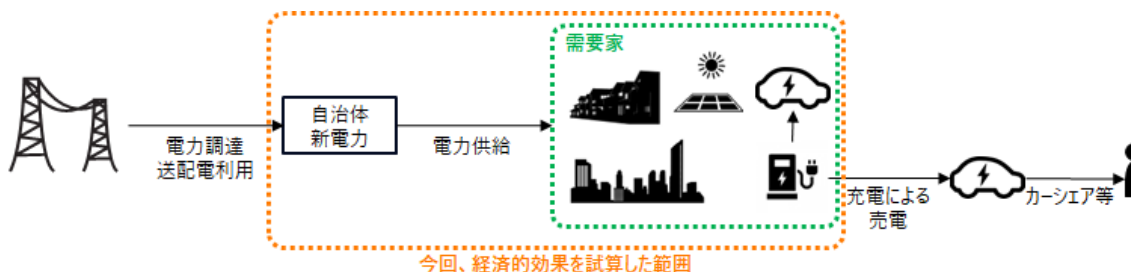 需要家
自治体
新電力
電力調達
送配電利用
電力供給
充電による
売電
カーシェア等
今回、経済的効果を試算した範囲